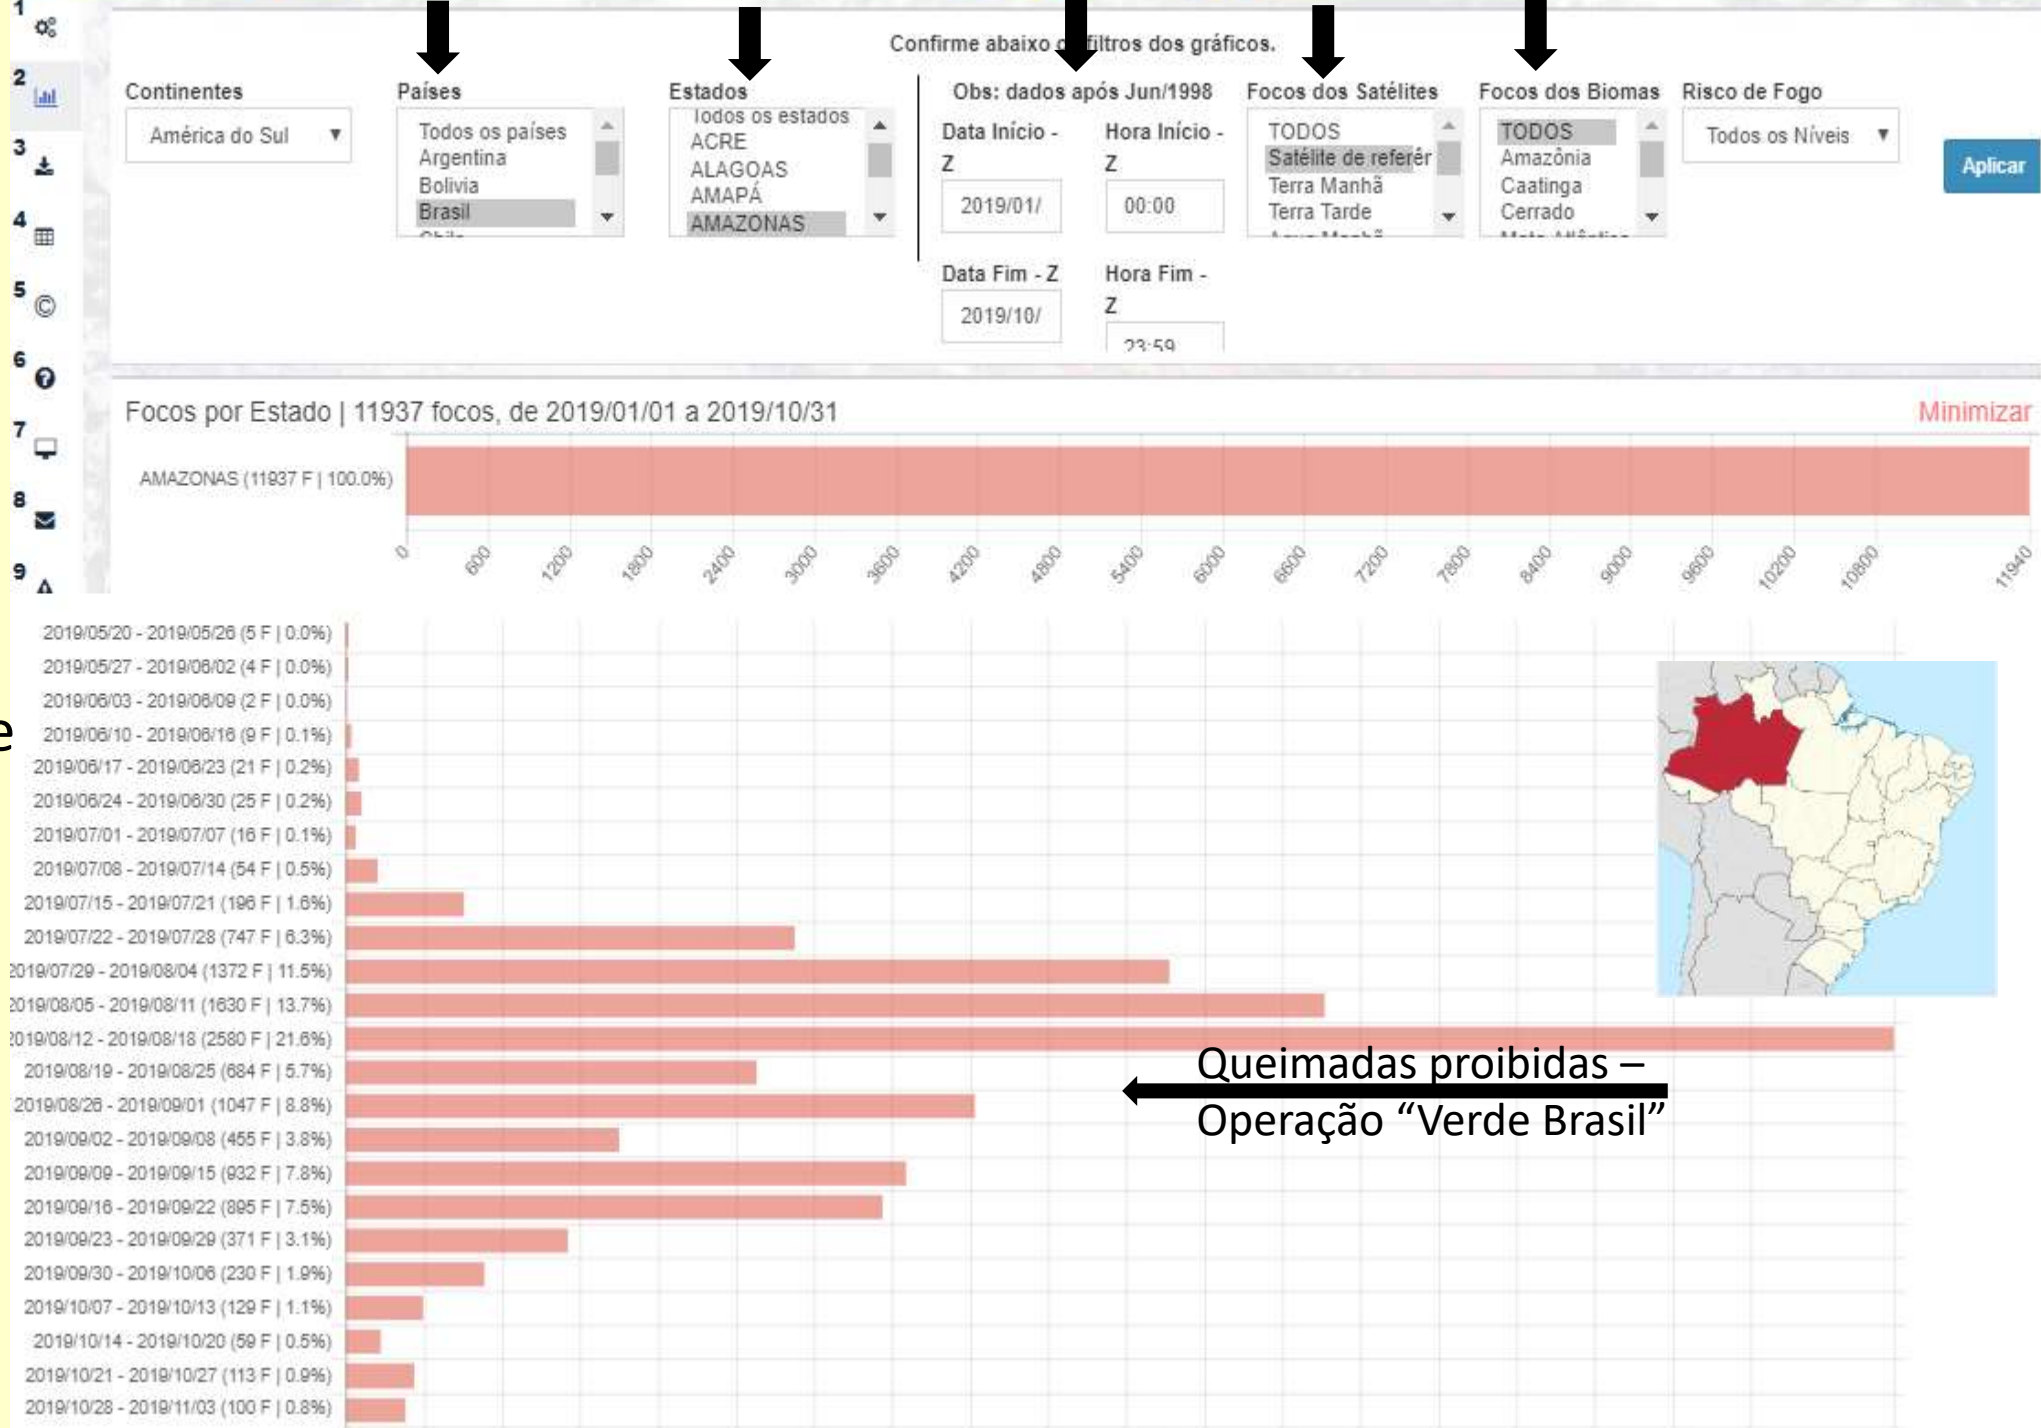 1
2
3
4
5
6
7
8
9
Confirme abaixo os filtros dos gráficos.
Continentes
América do Sul
Países
Todos os países
Argentina
Bolivia
Brasil
Estados
Todos os estados
ACRE
ALAGOAS
AMAPÁ
AMAZONAS
Obs: dados após Jun/1998
Data Início - Z
2019/01/
Hora Início - Z
00:00
Data Fim - Z
2019/10/
Hora Fim - Z
23:59
Focos dos Satélites
TODOS
Satélite de referêr
Terra Manhã
Terra Tarde
Focos dos Biomas
TODOS
Amazônia
Caatinga
Cerrado
Mata Atlântica
Risco de Fogo
Todos os Níveis
Aplicar
Focos por Estado | 11937 focos, de 2019/01/01 a 2019/10/31
Minimizar
AMAZONAS (11937 F | 100.0%)
0 600 1200 1800 2400 3000 3600 4200 4800 5400 6000 6600 7200 7800 8400 9000 9600 10200 10800 11940
2019/05/20 - 2019/05/26 (5 F | 0.0%)
2019/05/27 - 2019/06/02 (4 F | 0.0%)
2019/06/03 - 2019/06/09 (2 F | 0.0%)
e
2019/06/10 - 2019/06/16 (9 F | 0.1%)
2019/06/17 - 2019/06/23 (21 F | 0.2%)
2019/06/24 - 2019/06/30 (25 F | 0.2%)
2019/07/01 - 2019/07/07 (16 F | 0.1%)
2019/07/08 - 2019/07/14 (54 F | 0.5%)
2019/07/15 - 2019/07/21 (196 F | 1.6%)
2019/07/22 - 2019/07/28 (747 F | 6.3%)
2019/07/29 - 2019/08/04 (1372 F | 11.5%)
2019/08/05 - 2019/08/11 (1630 F | 13.7%)
2019/08/12 - 2019/08/18 (2580 F | 21.6%)
2019/08/19 - 2019/08/25 (684 F | 5.7%)
2019/08/26 - 2019/09/01 (1047 F | 8.8%)
2019/09/02 - 2019/09/08 (455 F | 3.8%)
2019/09/09 - 2019/09/15 (932 F | 7.8%)
2019/09/16 - 2019/09/22 (895 F | 7.5%)
2019/09/23 - 2019/09/29 (371 F | 3.1%)
2019/09/30 - 2019/10/06 (230 F | 1.9%)
2019/10/07 - 2019/10/13 (129 F | 1.1%)
2019/10/14 - 2019/10/20 (59 F | 0.5%)
2019/10/21 - 2019/10/27 (113 F | 0.9%)
2019/10/28 - 2019/11/03 (100 F | 0.8%)
Queimadas proibidas –
Operação “Verde Brasil”